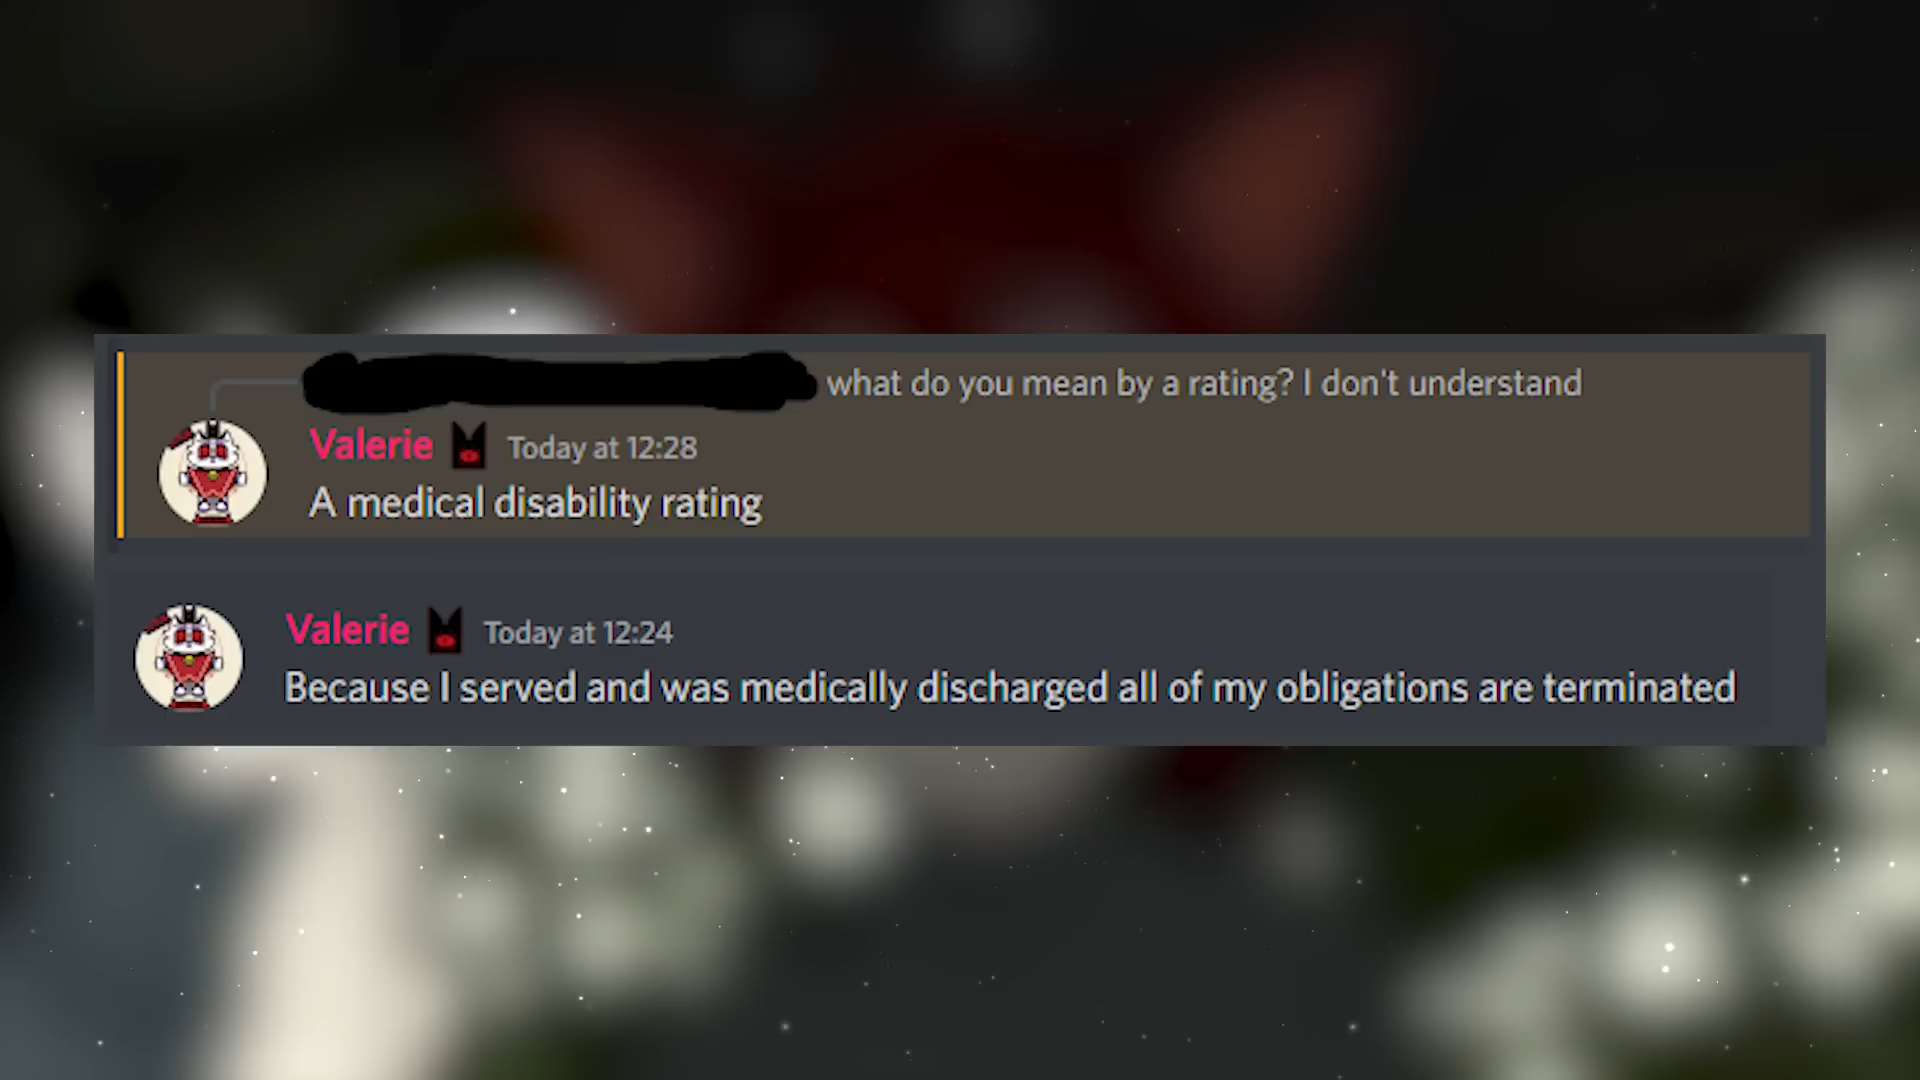 what do you mean by a rating? I don't understand
Valerie Today at 12:28
A medical disability rating
Valerie Today at 12:24
Because I served and was medically discharged all of my obligations are terminated